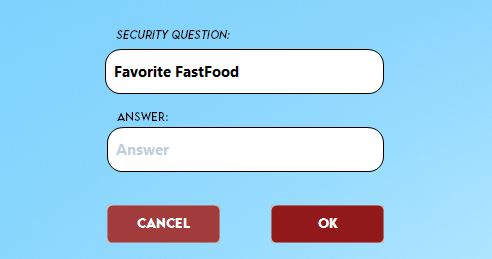 SECURITY QUESTION:
Favorite FastFood
ANSWER:
Answer
CANCEL OK